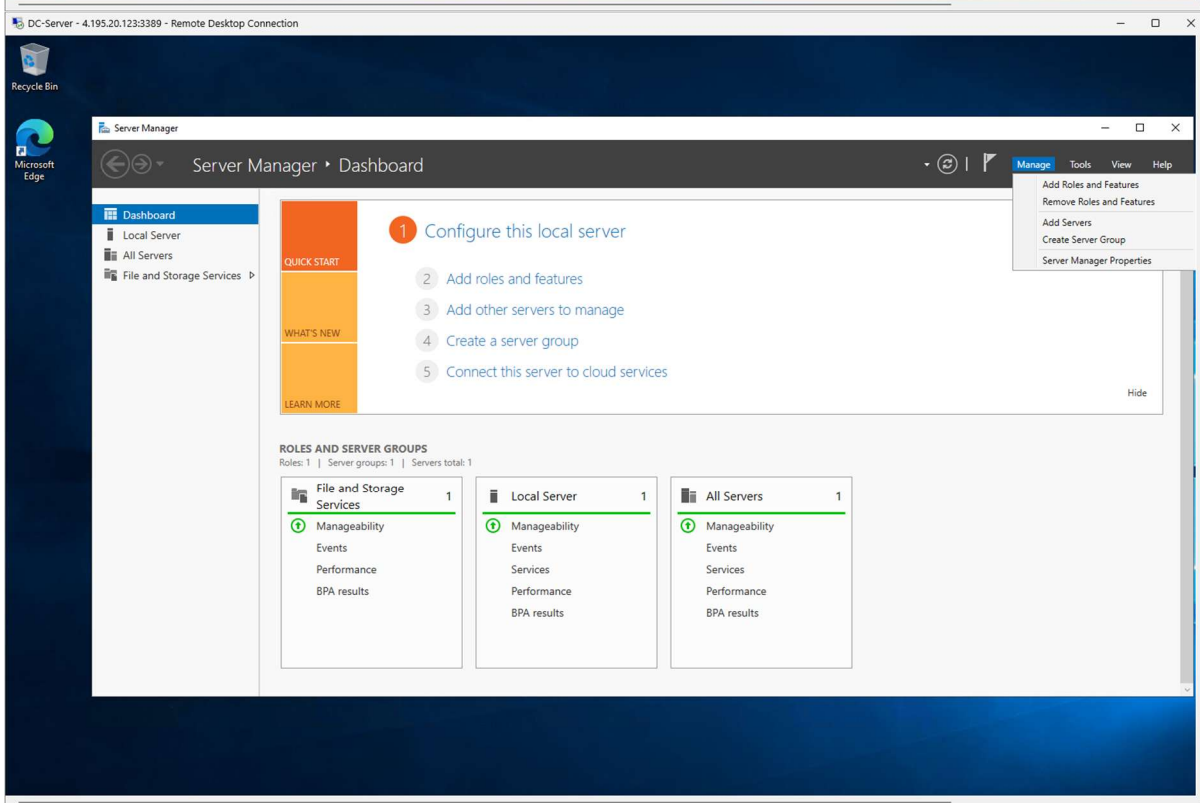 DC-Server - 4.195.20.123:3389 - Remote Desktop Connection
Recycle Bin
Microsoft
Edge
Server Manager
Server Manager • Dashboard
Manage
Tools
View
Help
Add Roles and Features
Remove Roles and Features
Add Servers
Create Server Group
Server Manager Properties
Dashboard
Local Server
All Servers
File and Storage Services
QUICK START
WHAT'S NEW
LEARN MORE
1 Configure this local server
2 Add roles and features
3 Add other servers to manage
4 Create a server group
5 Connect this server to cloud services
Hide
ROLES AND SERVER GROUPS
Roles: 1 | Server groups: 1 | Servers total: 1
File and Storage
Services
1
Manageability
Events
Performance
BPA results
Local Server 1
Manageability
Events
Services
Performance
BPA results
All Servers 1
Manageability
Events
Services
Performance
BPA results